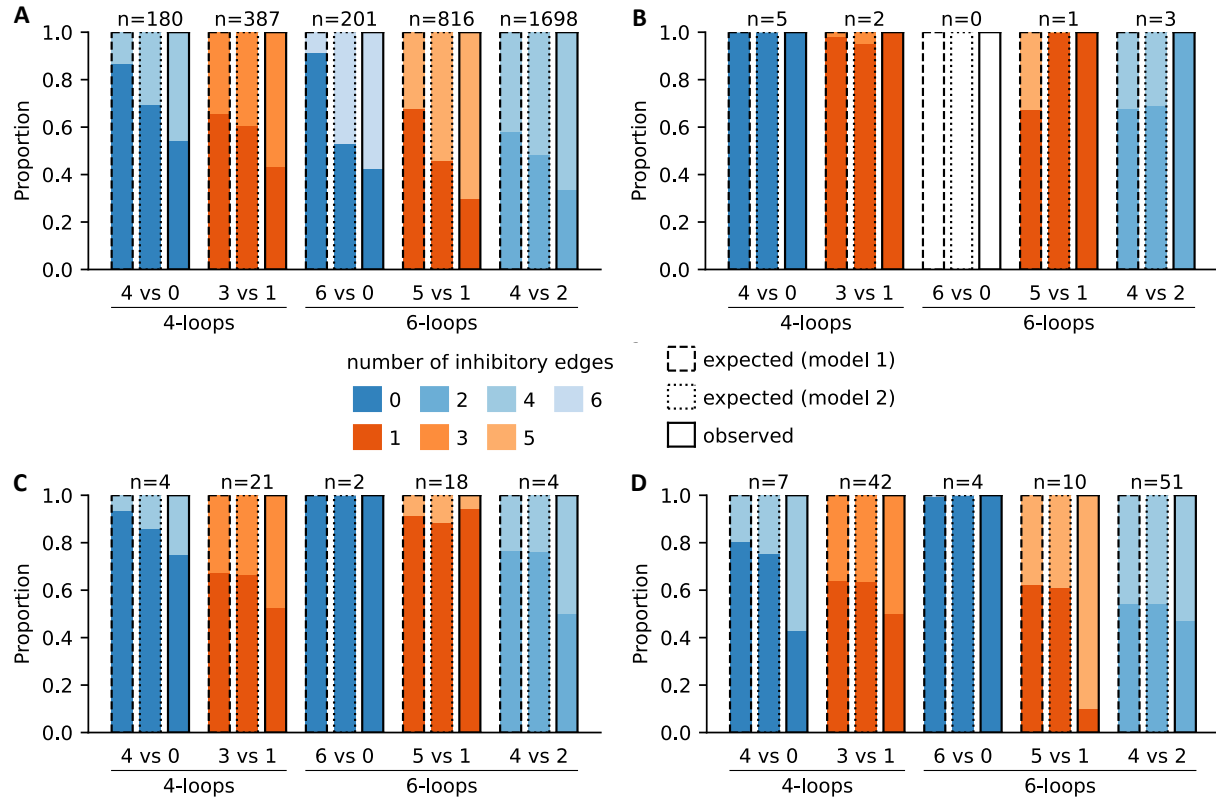 A
n=180 n=387 n=201 n=816 n=1698
Proportion
1.0
0.8
0.6
0.4
0.2
0.0
4 vs 0 3 vs 1 6 vs 0 5 vs 1 4 vs 2
4-loops 6-loops
B
n=5 n=2 n=0 n=1 n=3
Proportion
1.0
0.8
0.6
0.4
0.2
0.0
4 vs 0 3 vs 1 6 vs 0 5 vs 1 4 vs 2
4-loops 6-loops
number of inhibitory edges
0 2 4 6
1 3 5
expected (model 1)
expected (model 2)
observed
C
n=4 n=21 n=2 n=18 n=4
Proportion
1.0
0.8
0.6
0.4
0.2
0.0
4 vs 0 3 vs 1 6 vs 0 5 vs 1 4 vs 2
4-loops 6-loops
D
n=7 n=42 n=4 n=10 n=51
Proportion
1.0
0.8
0.6
0.4
0.2
0.0
4 vs 0 3 vs 1 6 vs 0 5 vs 1 4 vs 2
4-loops 6-loops